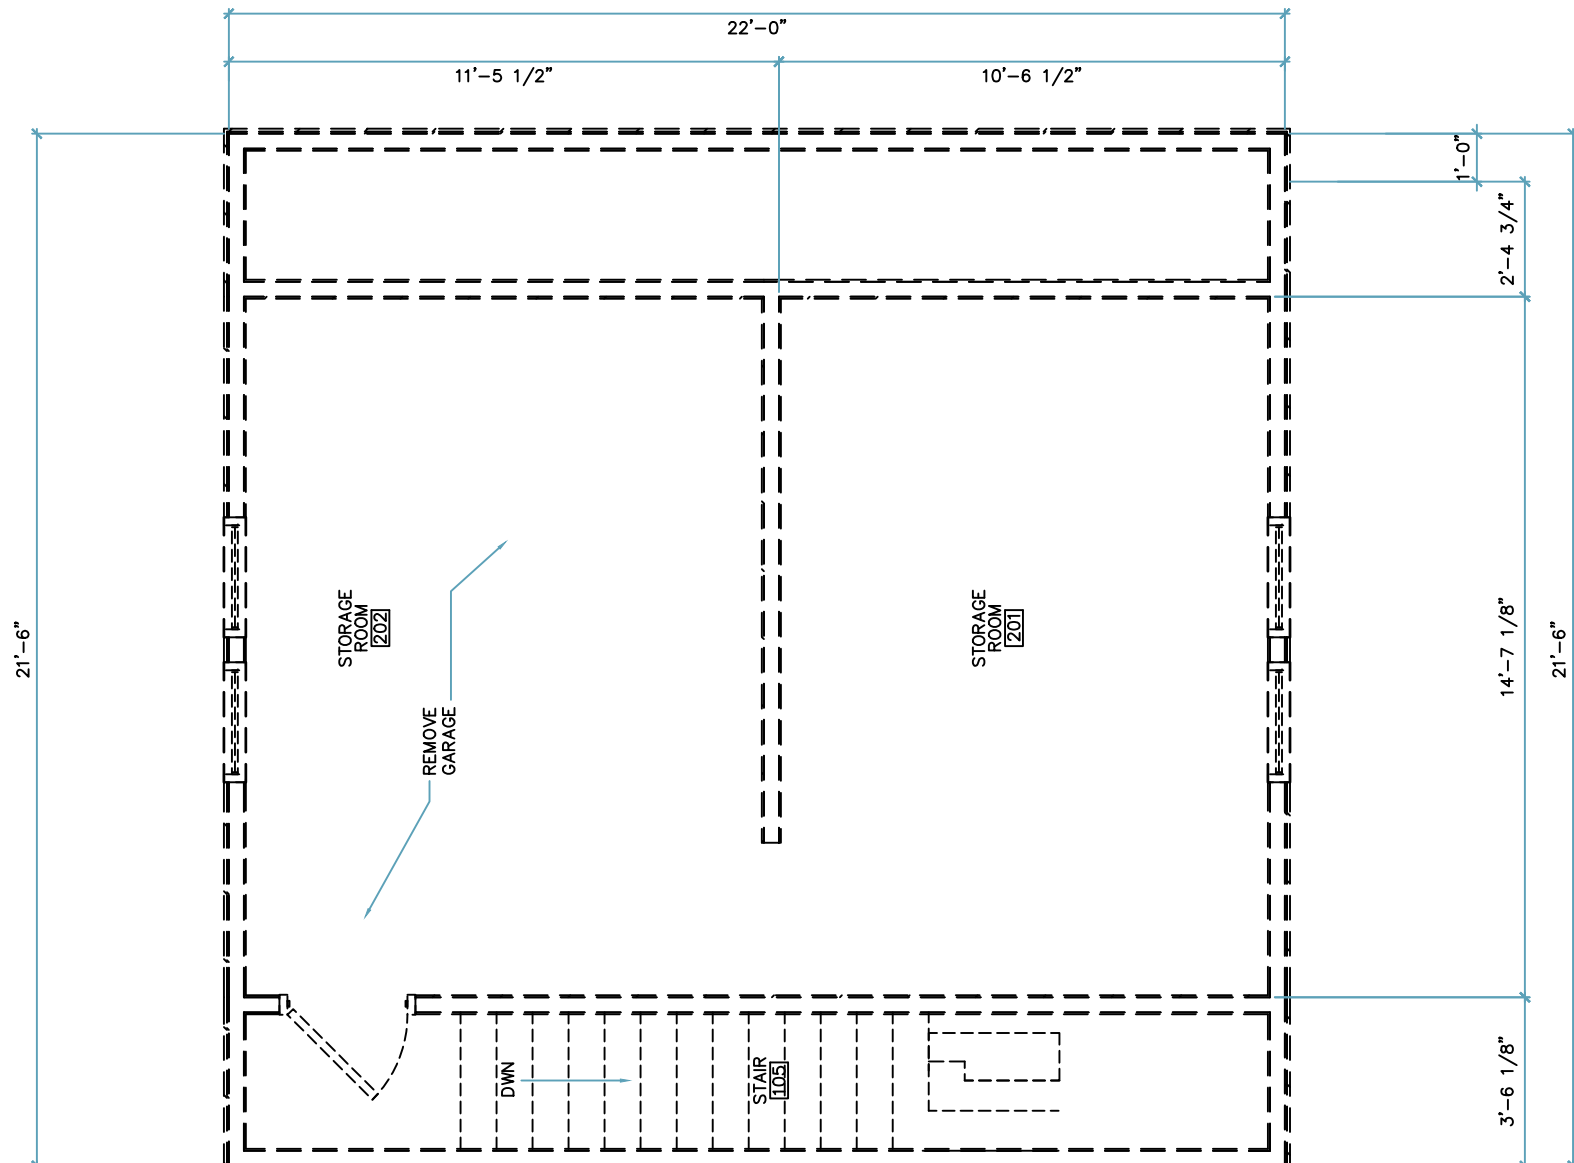 22'-0"
11'-5 1/2"
10'-6 1/2"
1'-0"
2'-4 3/4"
STORAGE
ROOM
202
STORAGE
ROOM
201
21'-6"
14'-7 1/8"
21'-6"
REMOVE
GARAGE
DWN
STAIR
105
3'-6 1/8"